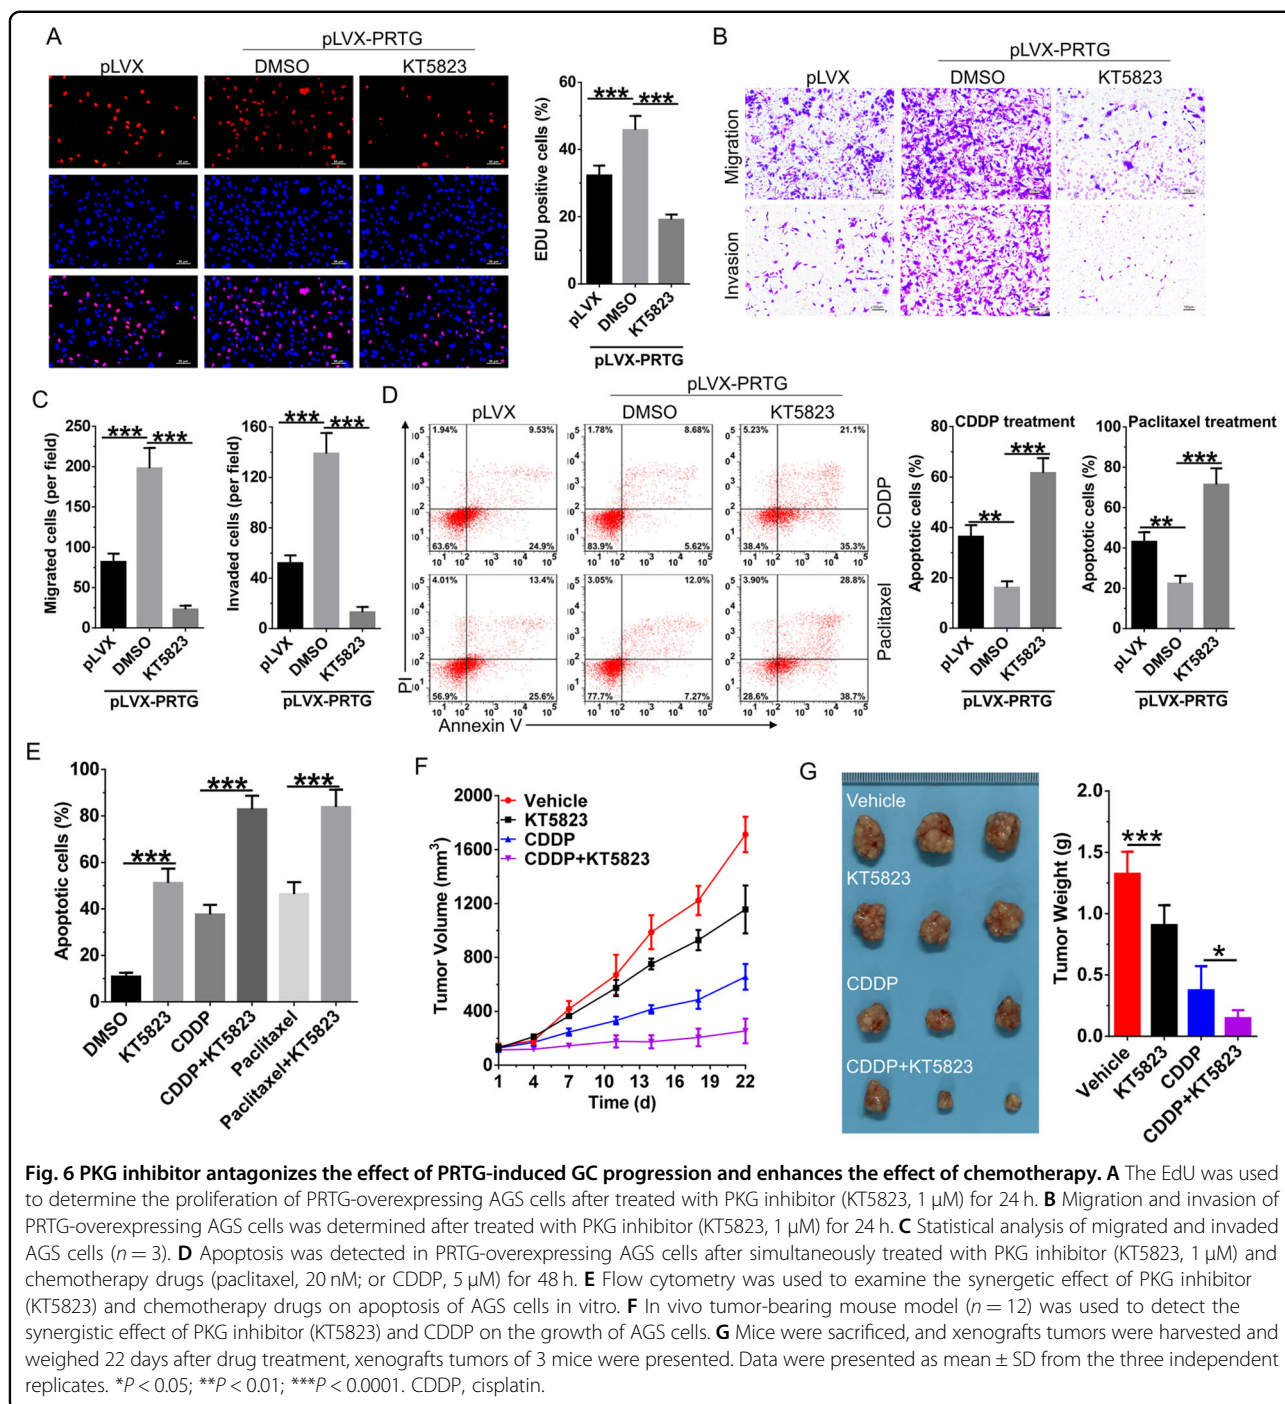 A
pLVX-PRTG
pLVX
DMSO
KT5823
EDU positive cells (%)
60
40
20
0
***
***
pLVX
DMSO
KT5823
pLVX-PRTG
B
pLVX-PRTG
pLVX
DMSO
KT5823
Migration
Invasion
C
Migrated cells (per field)
250
200
150
100
50
0
***
***
pLVX
DMSO
KT5823
pLVX-PRTG
Invaded cells (per field)
140
120
80
40
0
***
***
pLVX
DMSO
KT5823
pLVX-PRTG
D
pLVX-PRTG
pLVX
DMSO
KT5823
1.94% 9.53%
63.6% 24.9%
1.78% 8.68%
83.9% 5.62%
5.23% 21.1%
38.4% 35.3%
CDDP
4.01% 13.4%
56.9% 25.6%
3.05% 12.0%
77.7% 7.27%
3.90% 28.8%
28.6% 38.7%
Paclitaxel
PI
Annexin V
CDDP treatment
Apoptotic cells (%)
80
60
40
20
0
**
***
pLVX
DMSO
KT5823
pLVX-PRTG
Paclitaxel treatment
Apoptotic cells (%)
100
80
60
40
20
0
**
***
pLVX
DMSO
KT5823
pLVX-PRTG
E
Apoptotic cells (%)
100
80
60
40
20
0
***
***
***
DMSO
KT5823
CDDP
CDDP+KT5823
Paclitaxel
Paclitaxel+KT5823
F
Tumor Volume (mm3)
2000
1600
1200
800
400
0
Vehicle
KT5823
CDDP
CDDP+KT5823
1 4 7 10 13 16 19 22
Time (d)
G
Vehicle
KT5823
CDDP
CDDP+KT5823
Tumor Weight (g)
2.0
1.5
1.0
0.5
0.0
***
*
Vehicle
KT5823
CDDP
CDDP+KT5823
Fig. 6 PKG inhibitor antagonizes the effect of PRTG-induced GC progression and enhances the effect of chemotherapy. A The EdU was used
to determine the proliferation of PRTG-overexpressing AGS cells after treated with PKG inhibitor (KT5823, 1 μM) for 24 h. B Migration and invasion of
PRTG-overexpressing AGS cells was determined after treated with PKG inhibitor (KT5823, 1 μM) for 24 h. C Statistical analysis of migrated and invaded
AGS cells (n = 3). D Apoptosis was detected in PRTG-overexpressing AGS cells after simultaneously treated with PKG inhibitor (KT5823, 1 μM) and
chemotherapy drugs (paclitaxel, 20 nM; or CDDP, 5 μM) for 48 h. E Flow cytometry was used to examine the synergetic effect of PKG inhibitor
(KT5823) and chemotherapy drugs on apoptosis of AGS cells in vitro. F In vivo tumor-bearing mouse model (n = 12) was used to detect the
synergistic effect of PKG inhibitor (KT5823) and CDDP on the growth of AGS cells. G Mice were sacrificed, and xenografts tumors were harvested and
weighed 22 days after drug treatment, xenografts tumors of 3 mice were presented. Data were presented as mean ± SD from the three independent
replicates. *P < 0.05; **P < 0.01; ***P < 0.0001. CDDP, cisplatin.